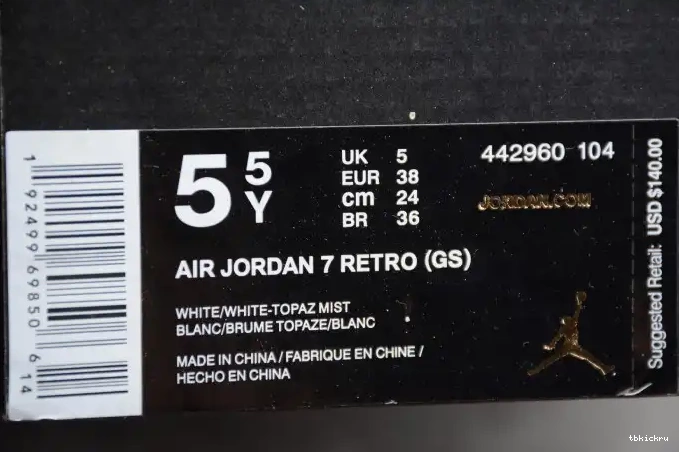 1 92499 69850 6 14
5 5 Y
UK 5
EUR 38
cm 24
BR 36
442960 104
JORDAN.COM
AIR JORDAN 7 RETRO (GS)
WHITE/WHITE-TOPAZ MIST
BLANC/BRUME TOPAZE/BLANC
MADE IN CHINA / FABRIQUE EN CHINE /
HECHO EN CHINA
Suggested Retail: USD $140.00
tbkickru